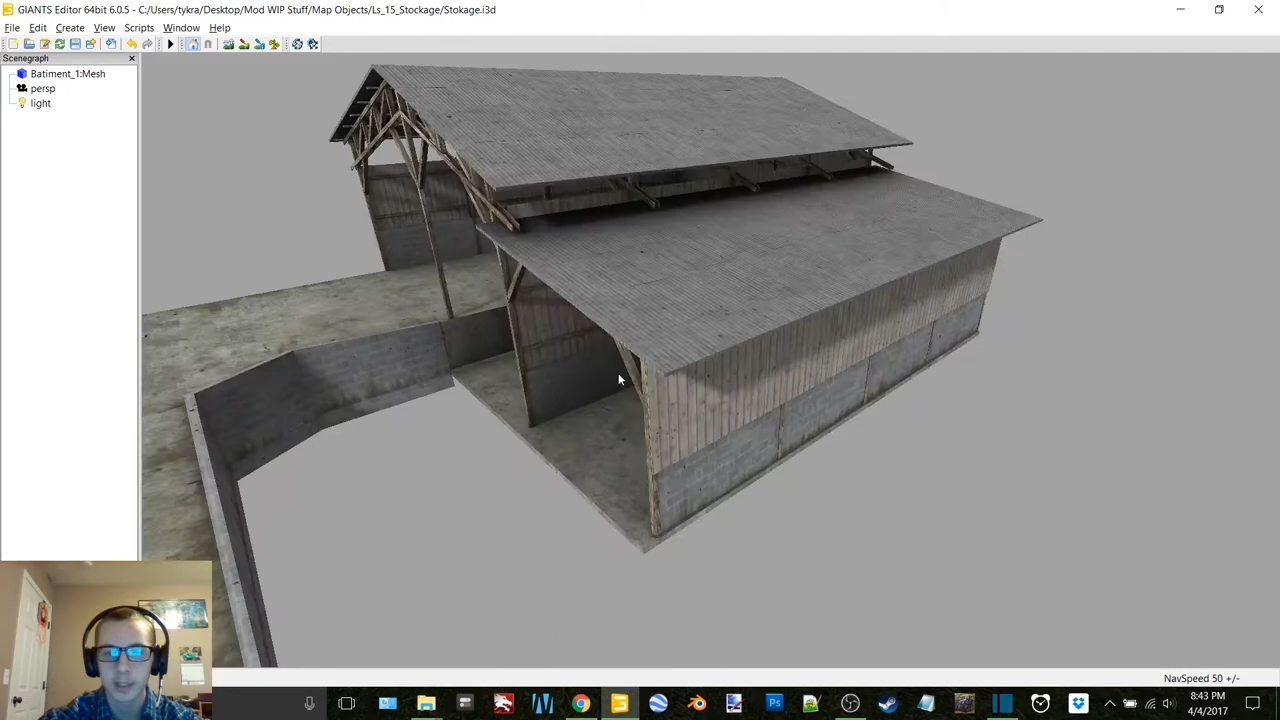 GIANTS Editor 64bit 6.0.5 - C:/Users/tykra/Desktop/Mod WIP Stuff/Map Objects/Ls_15_Stockage/Stokage.i3d
File Edit Create View Scripts Window Help
Scenegraph
Batiment_1:Mesh
persp
light
NavSpeed 50 +/-
Ps
8:43 PM
4/4/2017